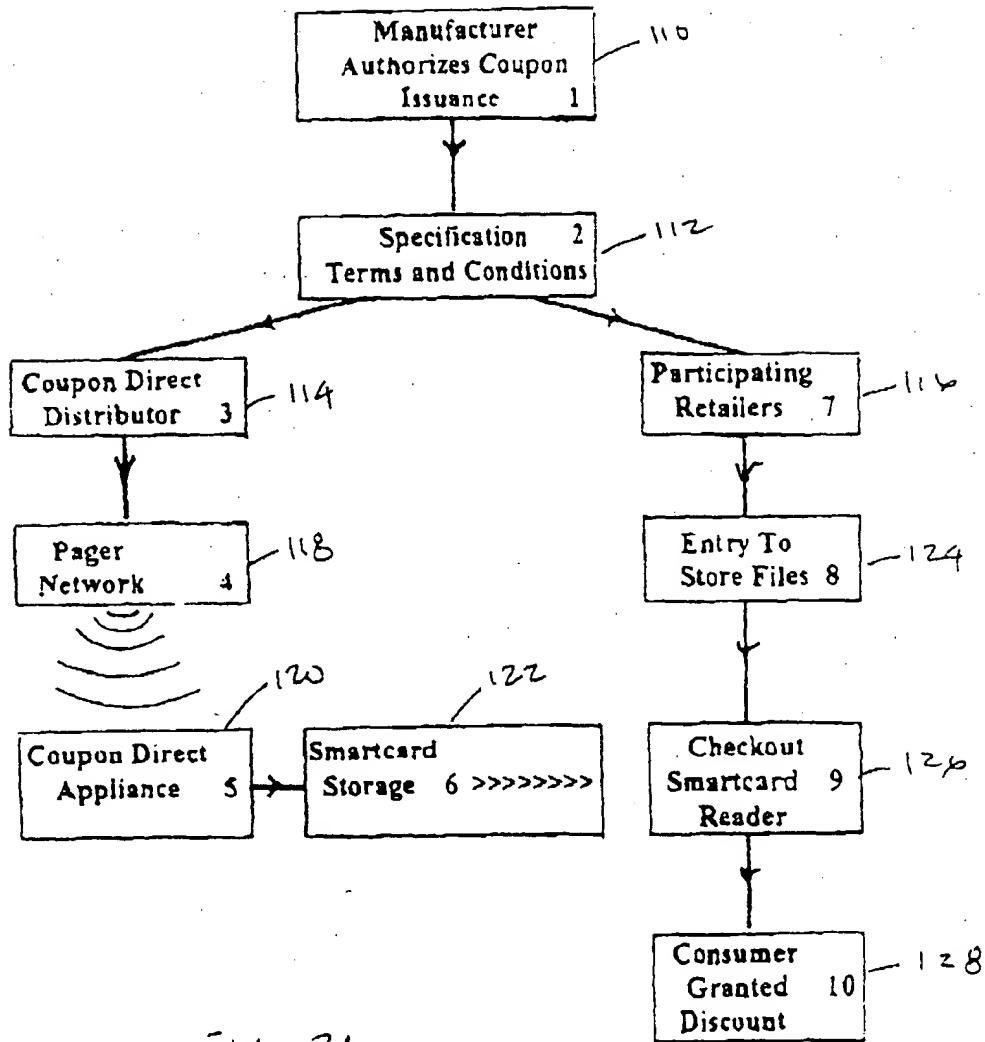 Manufacturer
Authorizes Coupon
Issuance 1
110
Specification 2
Terms and Conditions
112
Coupon Direct
Distributor 3
114
Participating
Retailers 7
116
Pager
Network 4
118
Entry To
Store Files 8
124
120
122
Coupon Direct
Appliance 5
Smartcard
Storage 6 >>>>>>>>
Checkout
Smartcard 9
Reader
126
Consumer
Granted 10
Discount
128